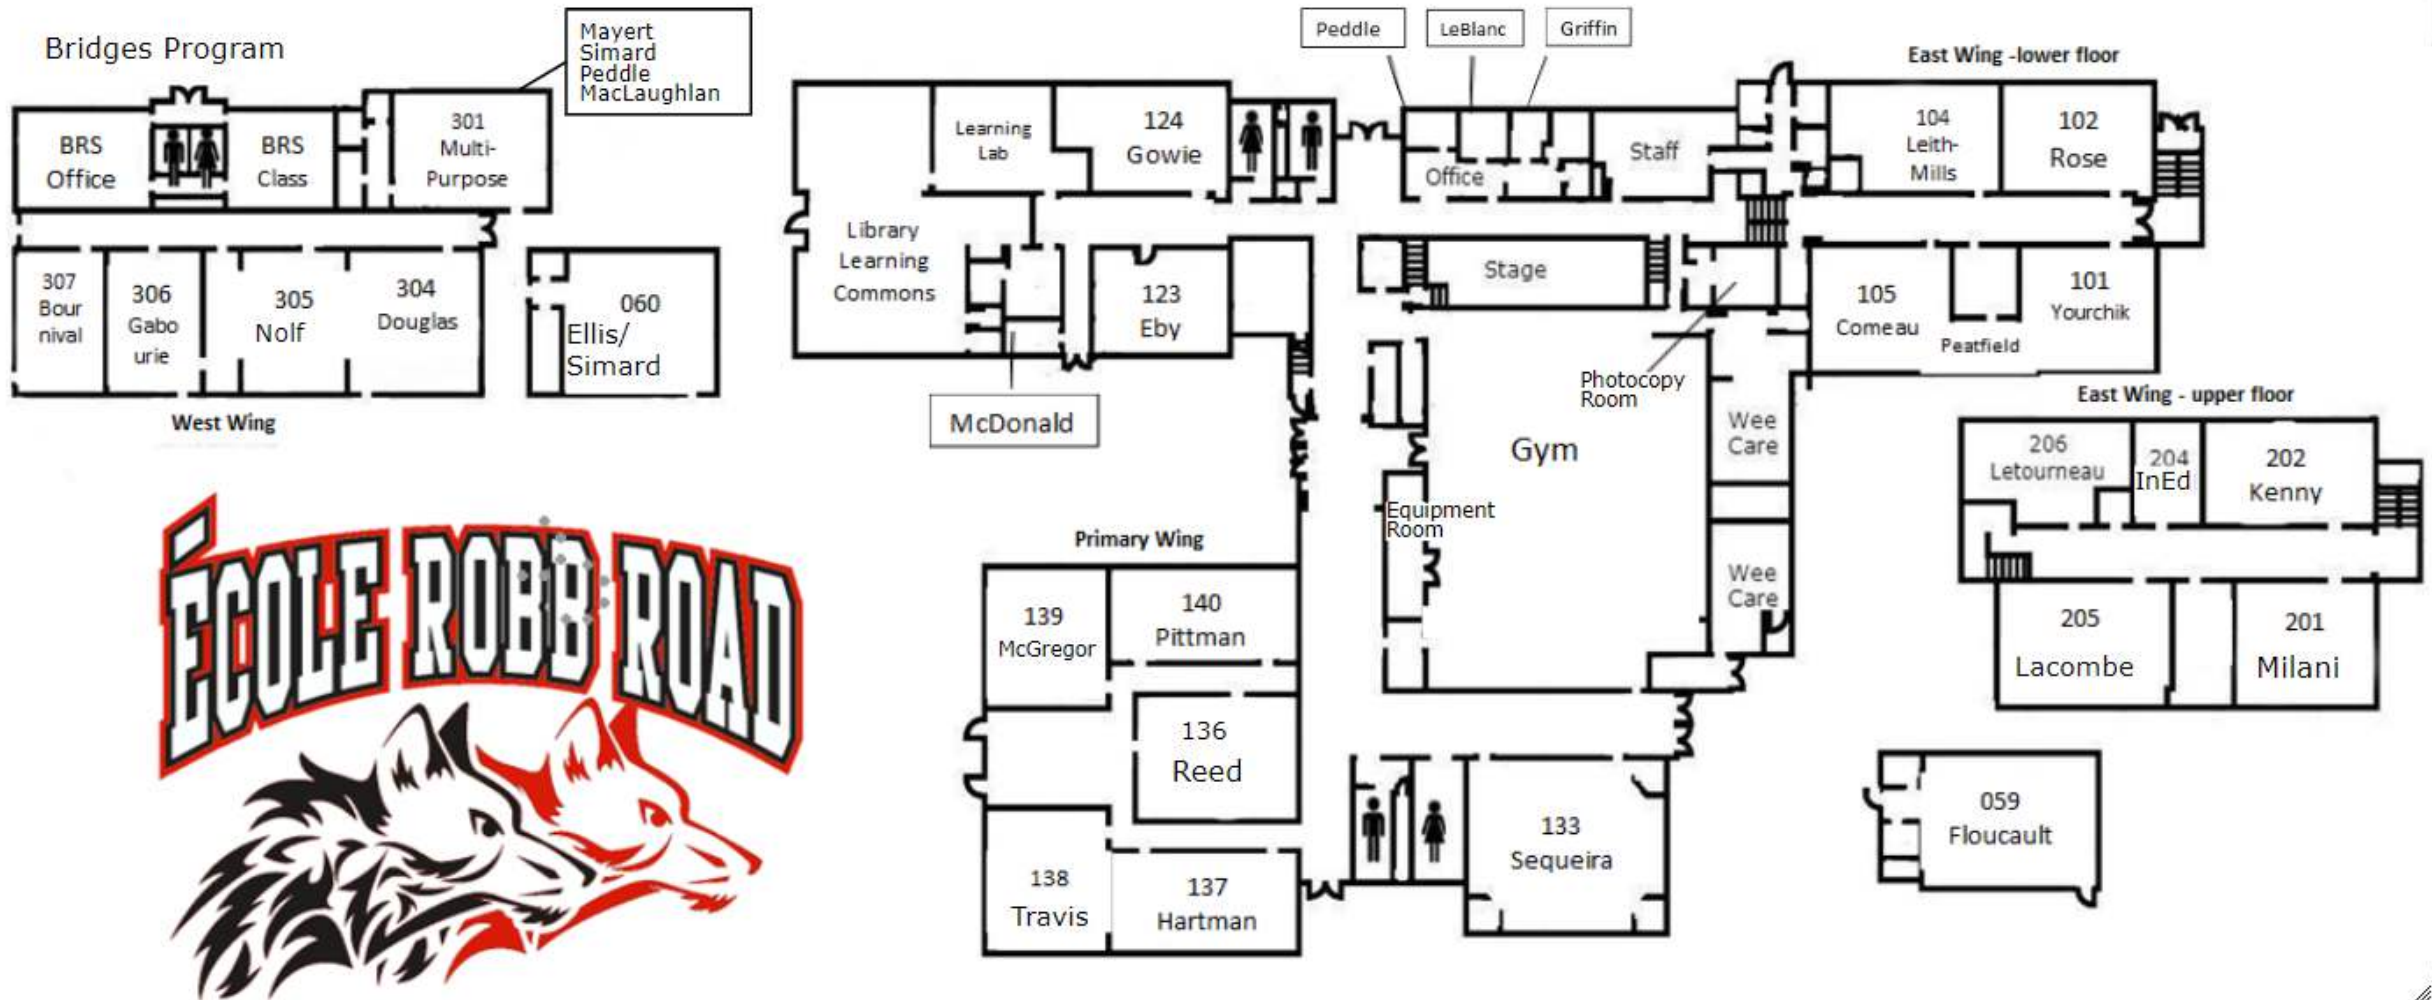 Bridges Program
Mayert
Simard
Peddle
MacLaughlan
BRS
Office
BRS
Class
301
Multi-
Purpose
307
Bour
nival
306
Gabo
urie
305
Nolf
304
Douglas
060
Ellis/
Simard
West Wing
Learning
Lab
124
Gowie
Library
Learning
Commons
123
Eby
McDonald
Peddle
LeBlanc
Griffin
Office
Staff
Stage
Photocopy
Room
Gym
Equipment
Room
Wee
Care
Wee
Care
East Wing -lower floor
104
Leith-
Mills
102
Rose
105
Comeau
Peatfield
101
Yourchik
East Wing - upper floor
206
Letourneau
204
InEd
202
Kenny
205
Lacombe
201
Milani
Primary Wing
139
McGregor
140
Pittman
136
Reed
138
Travis
137
Hartman
133
Sequeira
059
Floucault
ÉCOLE ROBB ROAD